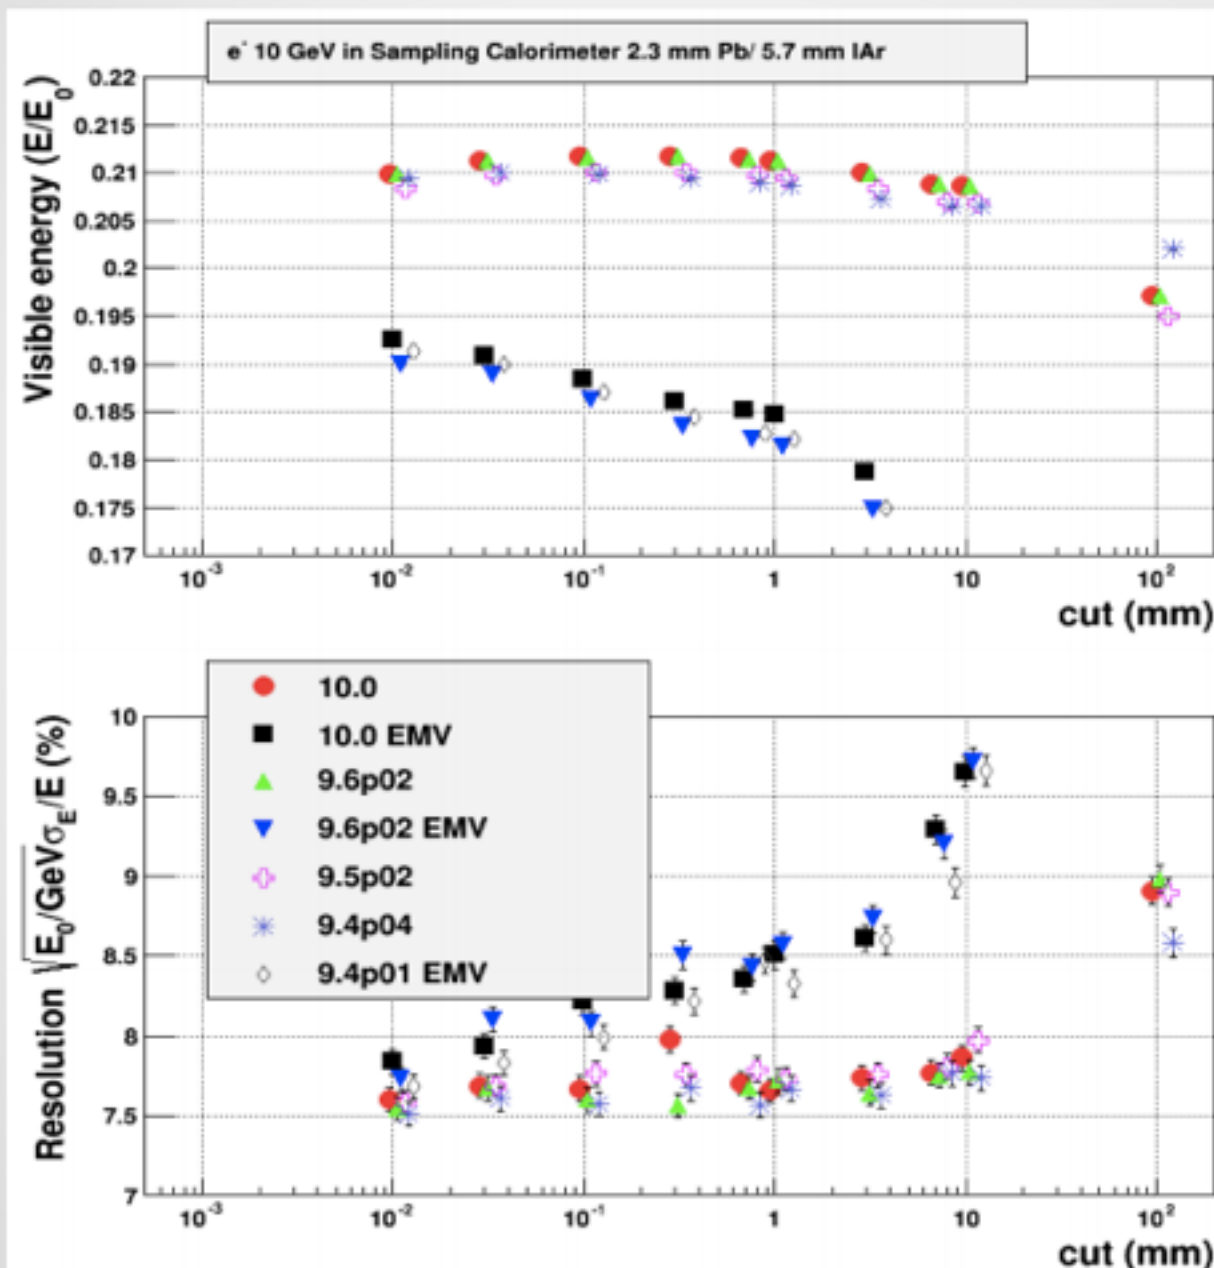 e⁻ 10 GeV in Sampling Calorimeter 2.3 mm Pb/ 5.7 mm lAr
Visible energy (E/E₀)
0.22
0.215
0.21
0.205
0.2
0.195
0.19
0.185
0.18
0.175
0.17
10⁻³ 10⁻² 10⁻¹ 1 10 10²
cut (mm)
10.0
10.0 EMV
9.6p02
9.6p02 EMV
9.5p02
9.4p04
9.4p01 EMV
Resolution √E₀/GeVσ_E/E (%)
10
9.5
9
8.5
8
7.5
7
10⁻³ 10⁻² 10⁻¹ 1 10 10²
cut (mm)